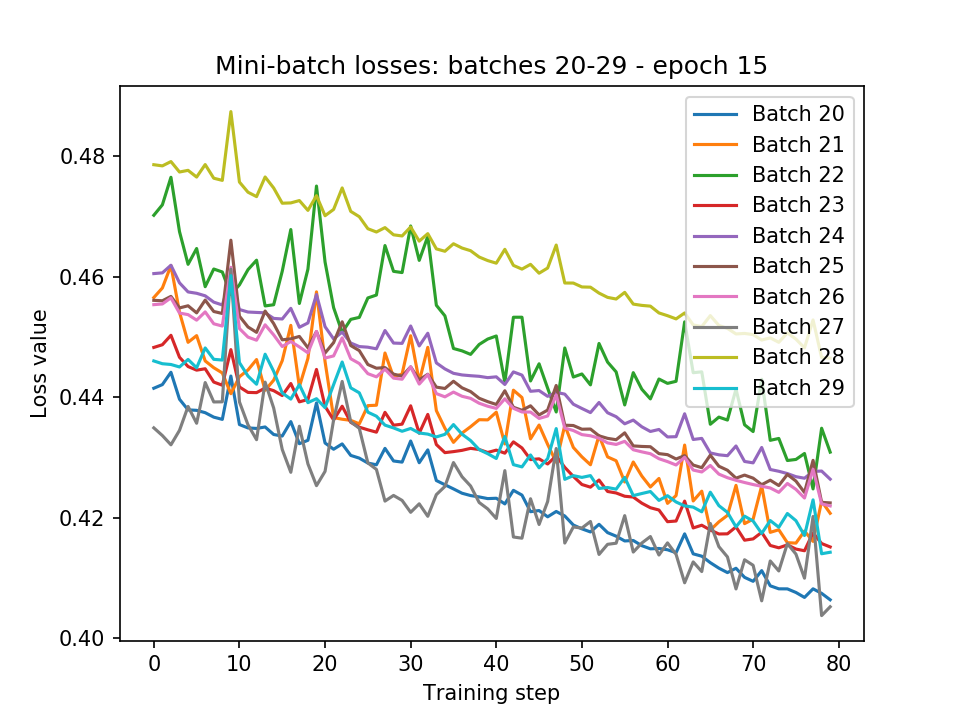 Mini-batch losses: batches 20-29 - epoch 15
Loss value
0.48
0.46
0.44
0.42
0.40
Batch 20
Batch 21
Batch 22
Batch 23
Batch 24
Batch 25
Batch 26
Batch 27
Batch 28
Batch 29
0 10 20 30 40 50 60 70 80
Training step